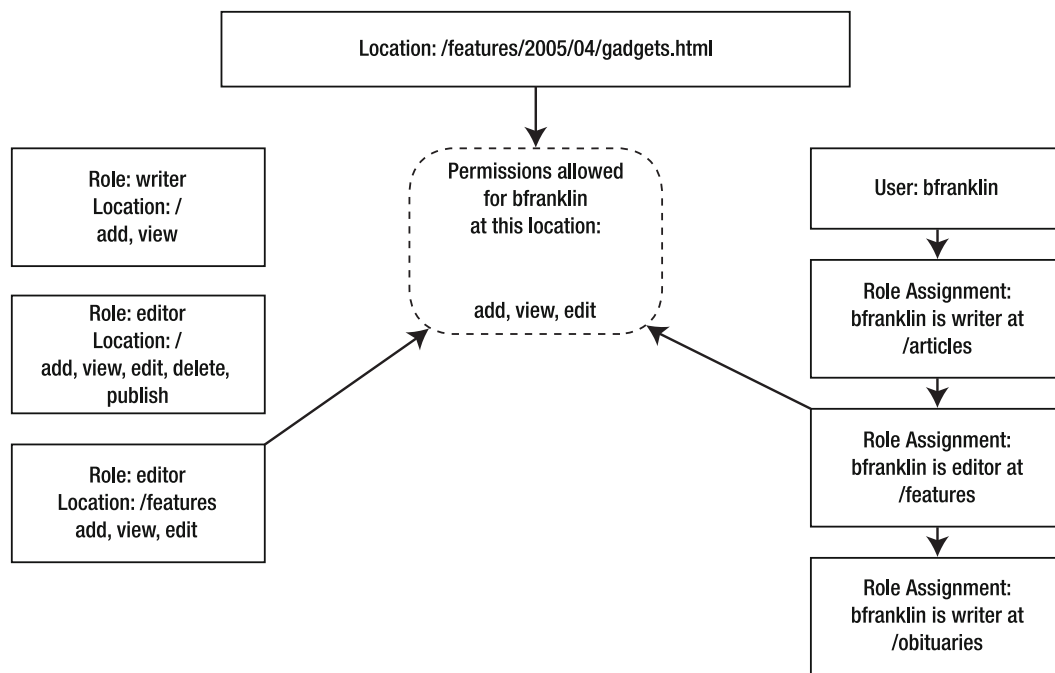 Location: /features/2005/04/gadgets.html
Role: writer
Location: /
add, view
Role: editor
Location: /
add, view, edit, delete,
publish
Role: editor
Location: /features
add, view, edit
Permissions allowed
for bfranklin
at this location:
add, view, edit
User: bfranklin
Role Assignment:
bfranklin is writer at
/articles
Role Assignment:
bfranklin is editor at
/features
Role Assignment:
bfranklin is writer at
/obituaries